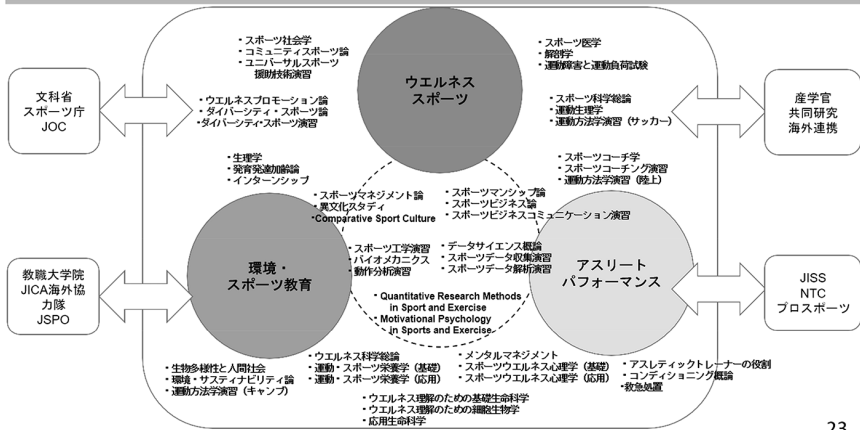 ・スポーツ社会学
・コミュニティスポーツ論
・ユニバーサルスポーツ
援助技術演習
・スポーツ医学
・解剖学
・運動障害と運動負荷試験
ウエルネス
スポーツ
文科省
スポーツ庁
JOC
・ウエルネスプロモーション論
・ダイバーシティ・スポーツ論
・ダイバーシティ・スポーツ演習
・スポーツ科学総論
・運動生理学
・運動方法学演習（サッカー）
産学官
共同研究
海外連携
・生理学
・発育発達加齢論
・インターンシップ
・スポーツコーチ学
・スポーツコーチング演習
・運動方法学演習（陸上）
・スポーツマネジメント論
・異文化スタディ
・Comparative Sport Culture
・スポーツマンシップ論
・スポーツビジネス論
・スポーツビジネスコミュニケーション演習
・スポーツ工学演習
・バイオメカニクス
・動作分析演習
・データサイエンス概論
・スポーツデータ収集演習
・スポーツデータ解析演習
環境・
スポーツ教育
アスリート
パフォーマンス
教職大学院
JICA海外協
力隊
JSPO
JISS
NTC
プロスポーツ
・Quantitative Research Methods
in Sport and Exercise
・Motivational Psychology
in Sports and Exercise
・生物多様性と人間社会
・環境・サスティナビリティ論
・運動方法学演習（キャンプ）
・ウエルネス科学総論
・運動・スポーツ栄養学（基礎）
・運動・スポーツ栄養学（応用）
・メンタルマネジメント
・スポーツウエルネス心理学（基礎）
・スポーツウエルネス心理学（応用）
・アスレティックトレーナーの役割
・コンディショニング概論
・救急処置
・ウエルネス理解のための基礎生命科学
・ウエルネス理解のための細胞生物学
・応用生命科学
23